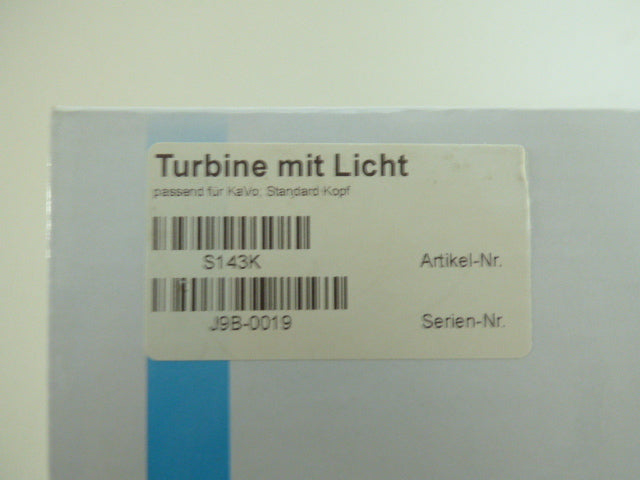 Turbine mit Licht
passend für KaVo, Standard Kopf
S143K Artikel-Nr.
J9B-0019 Serien-Nr.